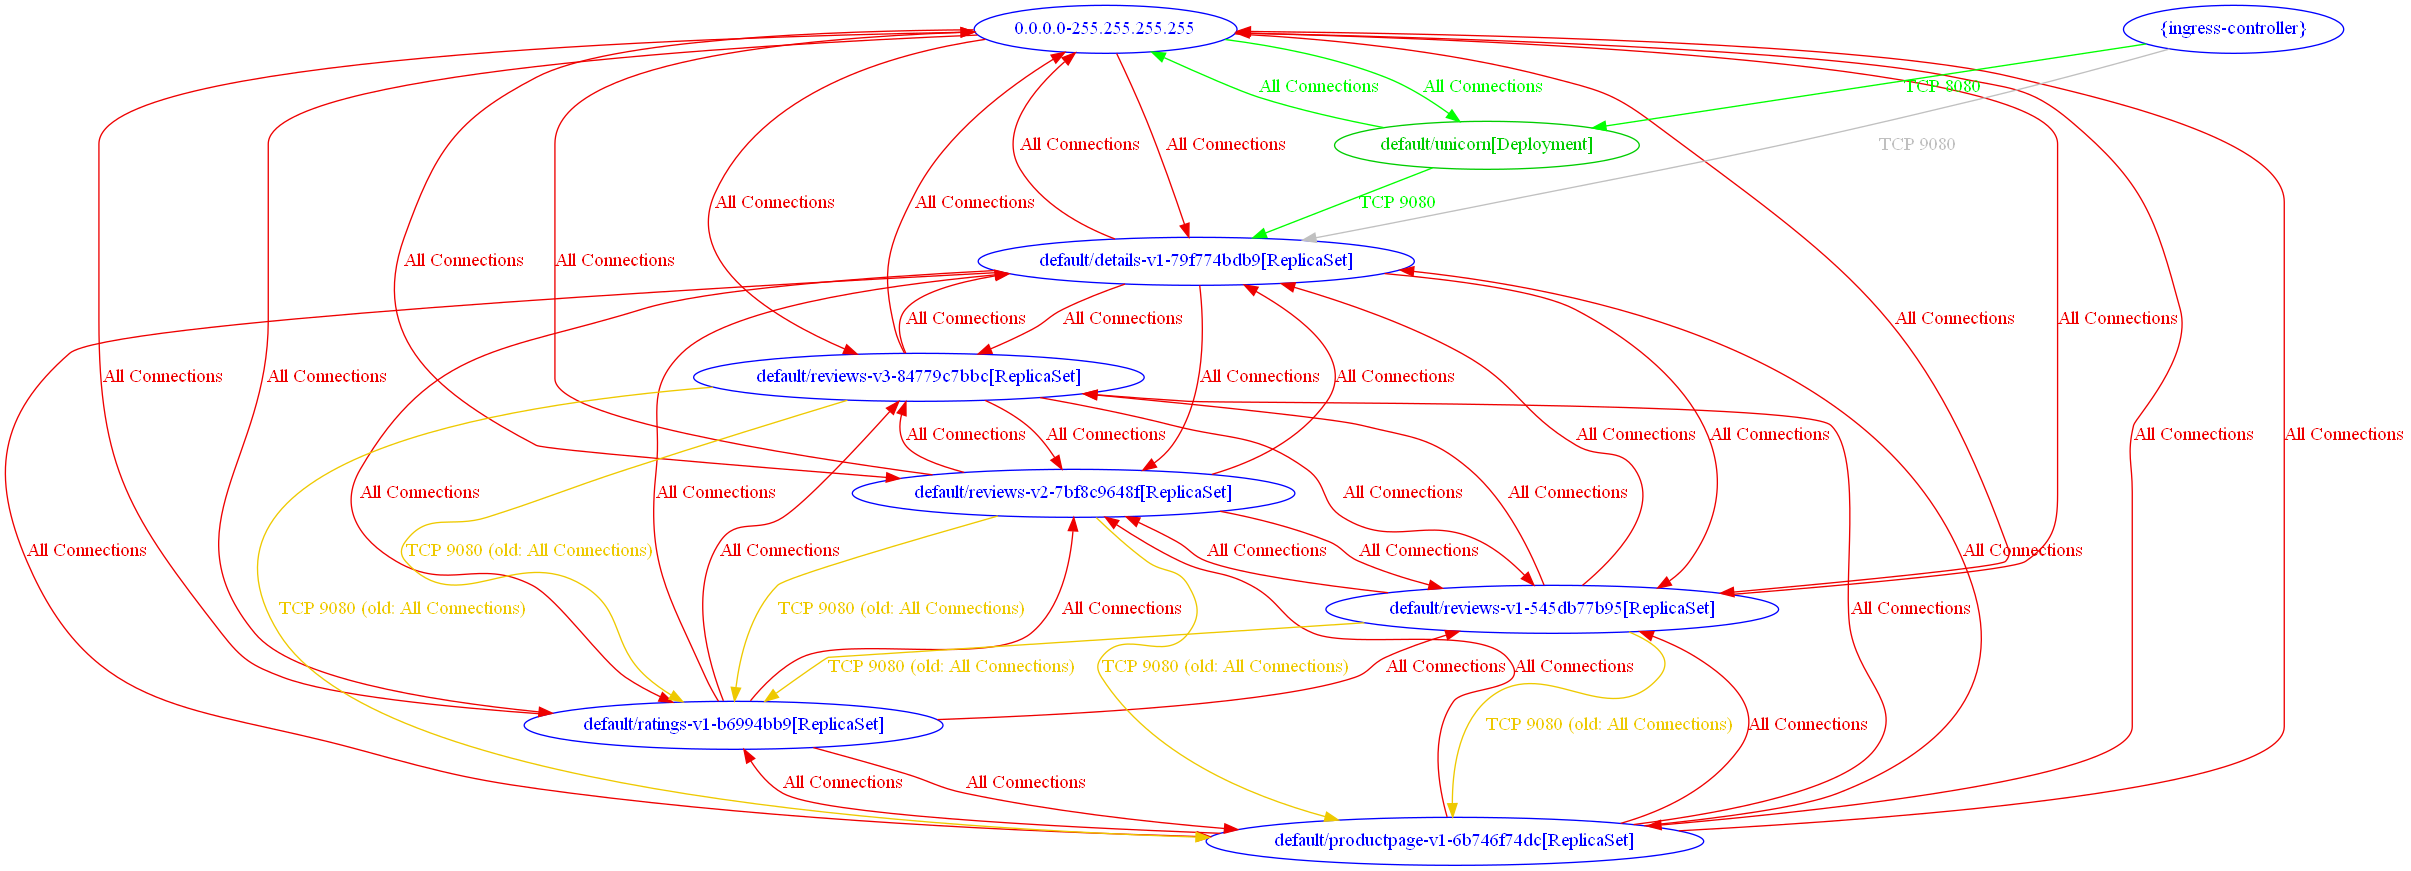 0.0.0.0-255.255.255.255
{ingress-controller}
All Connections
All Connections
TCP 8080
All Connections
All Connections
default/unicorn[Deployment]
TCP 9080
All Connections
All Connections
TCP 9080
All Connections
All Connections
default/details-v1-79f774bdb9[ReplicaSet]
All Connections
All Connections
All Connections
All Connections
All Connections
All Connections
default/reviews-v3-84779c7bbc[ReplicaSet]
All Connections
All Connections
All Connections
All Connections
All Connections
All Connections
All Connections
All Connections
All Connections
All Connections
default/reviews-v2-7bf8c9648f[ReplicaSet]
All Connections
All Connections
All Connections
TCP 9080 (old: All Connections)
All Connections
All Connections
All Connections
All Connections
TCP 9080 (old: All Connections)
TCP 9080 (old: All Connections)
All Connections
default/reviews-v1-545db77b95[ReplicaSet]
All Connections
TCP 9080 (old: All Connections)
TCP 9080 (old: All Connections)
All Connections
All Connections
default/ratings-v1-b6994bb9[ReplicaSet]
TCP 9080 (old: All Connections)
All Connections
All Connections
All Connections
default/productpage-v1-6b746f74dc[ReplicaSet]